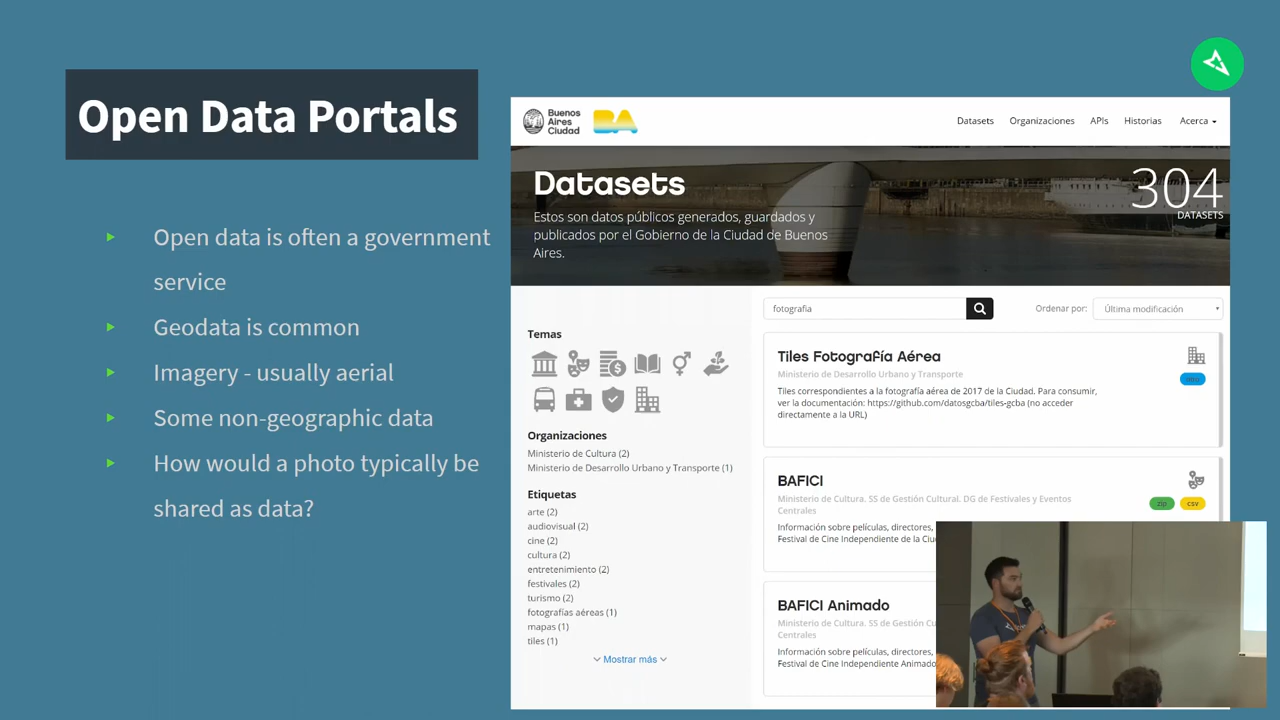 Open Data Portals
Open data is often a government
service
Geodata is common
Imagery - usually aerial
Some non-geographic data
How would a photo typically be
shared as data?
Buenos
Aires
Ciudad
BA
Datasets
Organizaciones
APIs
Historias
Acerca
Datasets
Estos son datos públicos generados, guardados y
publicados por el Gobierno de la Ciudad de Buenos
Aires.
304
DATASETS
fotografia
Ordenar por:
Última modificación
Temas
Organizaciones
Ministerio de Cultura (2)
Ministerio de Desarrollo Urbano y Transporte (1)
Etiquetas
arte (2)
audiovisual (2)
cine (2)
cultura (2)
entretenimiento (2)
festivales (2)
turismo (2)
fotografías aéreas (1)
mapas (1)
tiles (1)
Mostrar más
Tiles Fotografía Aérea
Ministerio de Desarrollo Urbano y Transporte
Tiles correspondientes a la fotografía aérea de 2017 de la Ciudad. Para consumir,
ver la documentación: https://github.com/datosgcba/tiles-gcba (no acceder
directamente a la URL)
BAFICI
Ministerio de Cultura. SS de Gestión Cultural. DG de Festivales y Eventos
Centrales
zip
csv
Información sobre películas, directores,
Festival de Cine Independiente de la Ciu
BAFICI Animado
Ministerio de Cultura. SS de Gestión Cu
Centrales
Información sobre películas, directores,
Festival de Cine Independiente Animado